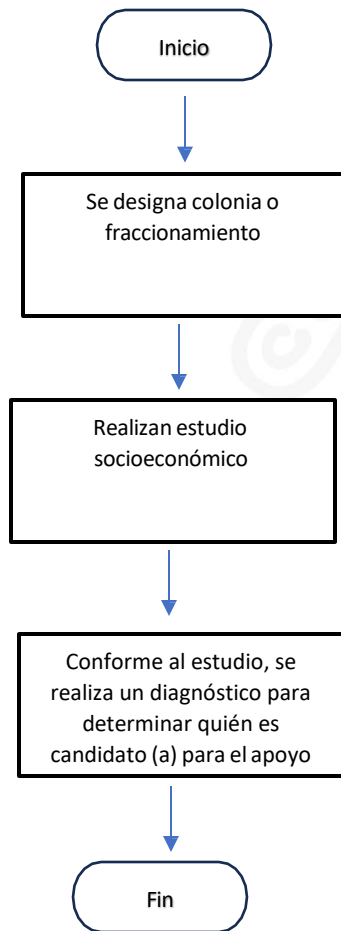 Inicio
Se designa colonia o
fraccionamiento
Realizan estudio
socioeconómico
Conforme al estudio, se
realiza un diagnóstico para
determinar quién es
candidato (a) para el apoyo
Fin